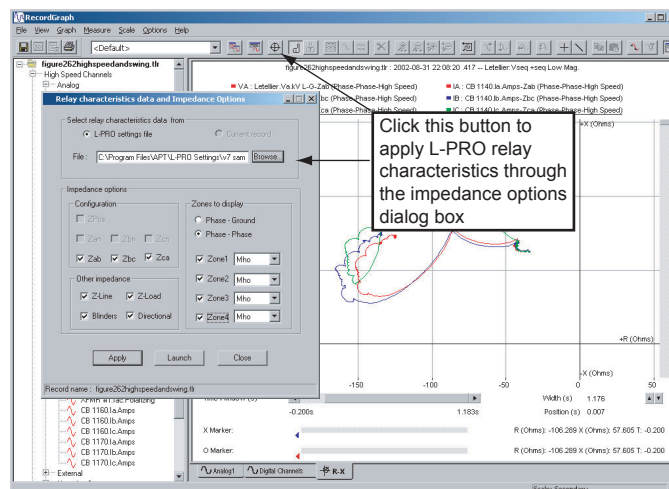 RecordGraph
File View Graph Measure Scale Options Help
<Default>
figure262highspeedandswing.tlr
High Speed Channels
Analog
figure262highspeedandswing.tlr : 2002-08-31 22:08:20 .417 -- Letellier:Vseq +seq Low Mag.
VA : Letellier.Va.kV L-G-Zab (Phase-Phase-High Speed)
IA : CB 1140.Ia.Amps-Zab (Phase-Phase-High Speed)
IB : CB 1140.Ib.Amps-Zbc (Phase-Phase-High Speed)
Relay characteristics data and Impedance Options
Select relay characteristics data from
L-PRO settings file
Current record
File :
C:\Program Files\APT\L-PRO Settings\v7 sam
Browse...
Impedance options
Configuration
ZPos
Zan Zbn Zcn
Zab Zbc Zca
Other impedance
Z-Line Z-Load
Blinders Directional
Zones to display
Phase - Ground
Phase - Phase
Zone1 Mho
Zone2 Mho
Zone3 Mho
Zone4 Mho
Apply Launch Close
Record name : figure262highspeedandswing.tlr
Click this button to
apply L-PRO relay
characteristics through
the impedance options
dialog box
+X (Ohms)
+R (Ohms)
-X (Ohms)
-150 -100 -50 0 50
CB 1160.Ia.Amps
CB 1160.Ib.Amps
CB 1160.Ic.Amps
CB 1170.Ia.Amps
CB 1170.Ib.Amps
CB 1170.Ic.Amps
External
-0.200s 1.183s
Width (s) 1.176
Position (s) 0.007
X Marker:
R (Ohms): -106.289 X (Ohms): 57.605 T: -0.200
O Marker:
R (Ohms): -106.289 X (Ohms): 57.605 T: -0.200
Analog1 Digital Channels R-X